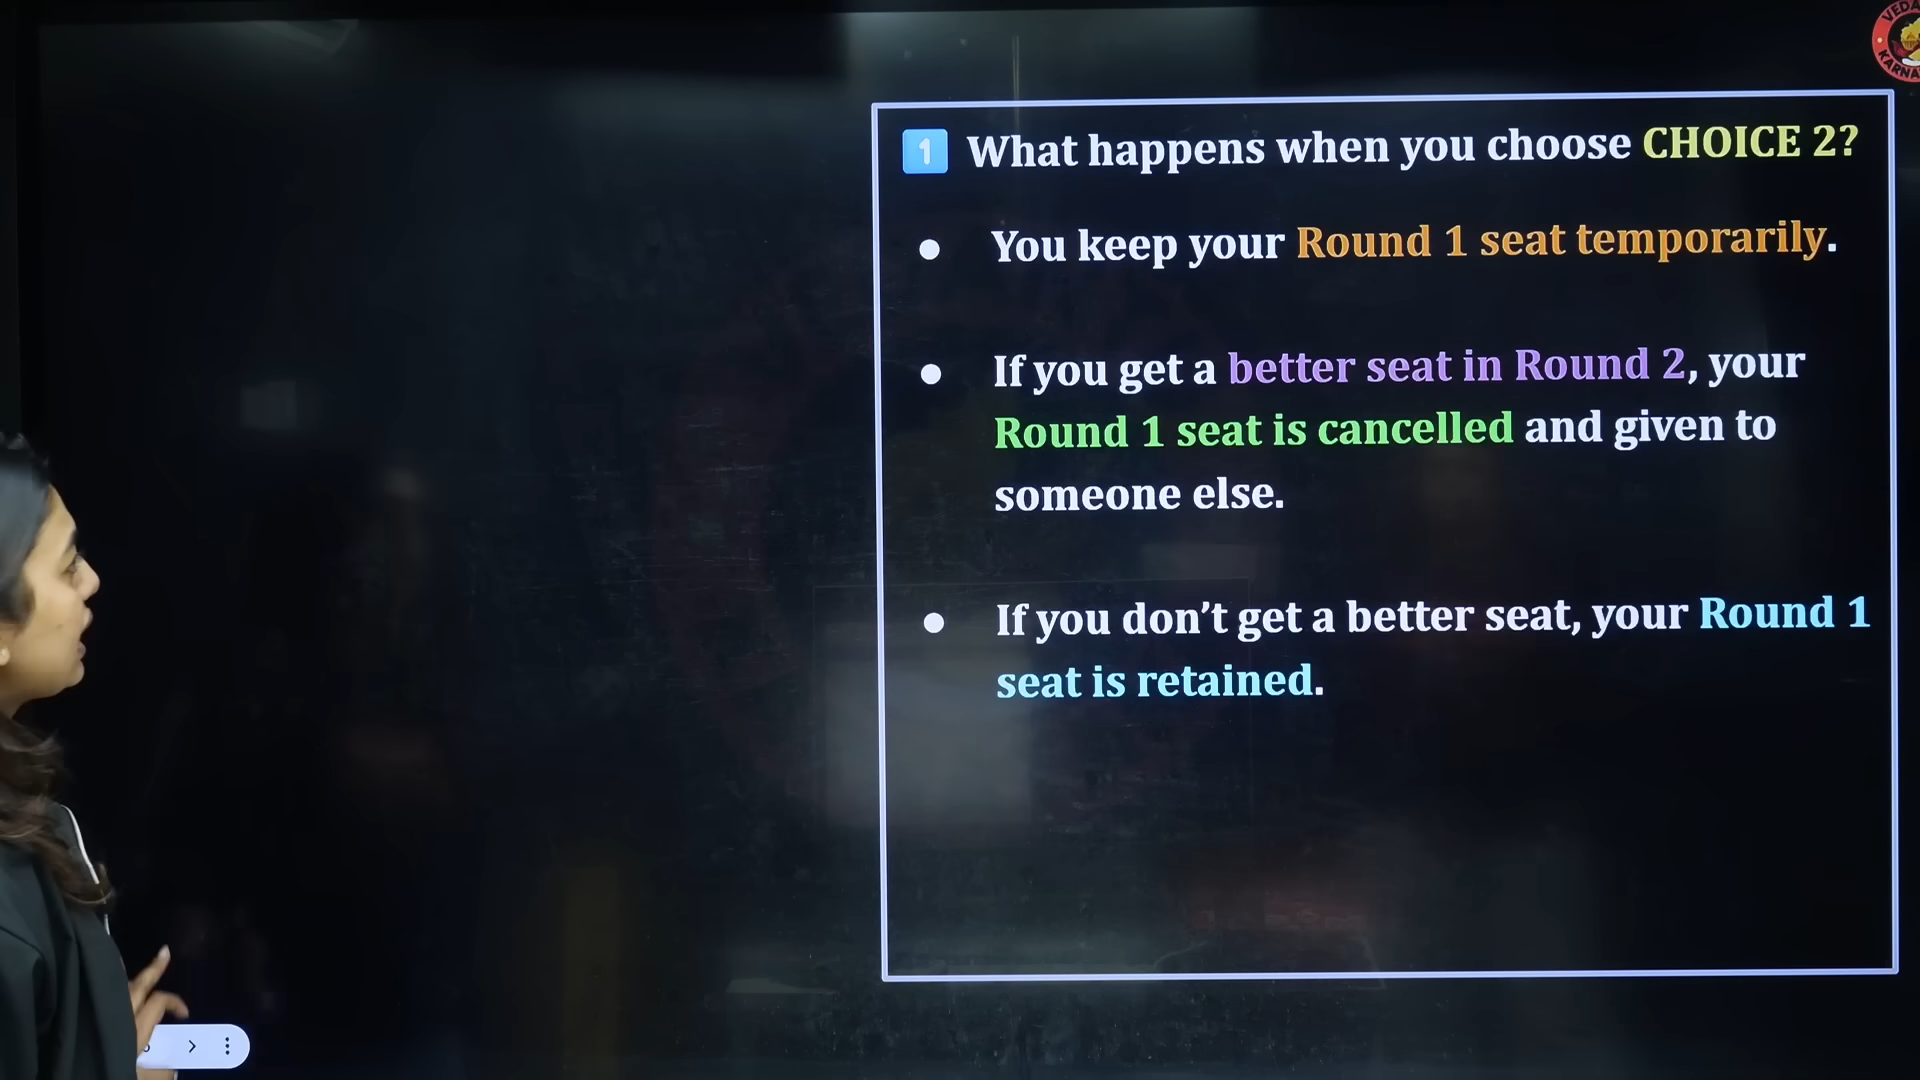 1 What happens when you choose CHOICE 2?
● You keep your Round 1 seat temporarily.
● If you get a better seat in Round 2, your
Round 1 seat is cancelled and given to
someone else.
● If you don’t get a better seat, your Round 1
seat is retained.